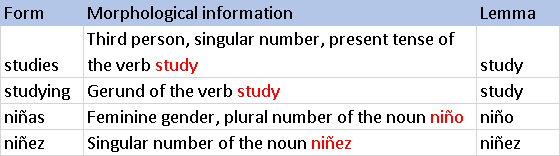 Form Morphological information Lemma
Third person, singular number, present tense of
studies the verb study study
studying Gerund of the verb study study
niñas Feminine gender, plural number of the noun niño niño
niñez Singular number of the noun niñez niñez